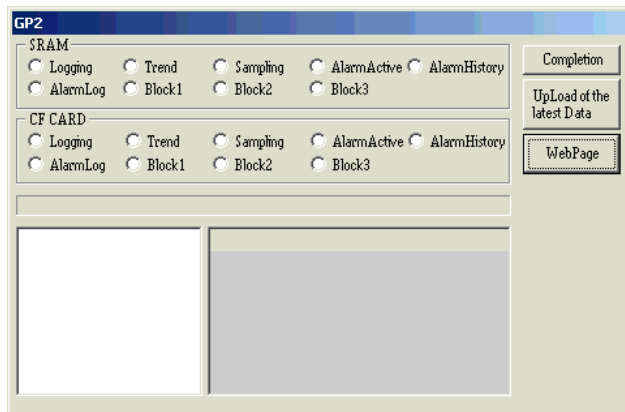 GP2
SRAM
Logging Trend Sampling AlarmActive AlarmHistory
AlarmLog Block1 Block2 Block3
CF CARD
Logging Trend Sampling AlarmActive AlarmHistory
AlarmLog Block1 Block2 Block3
Completion
UpLoad of the
latest Data
WebPage